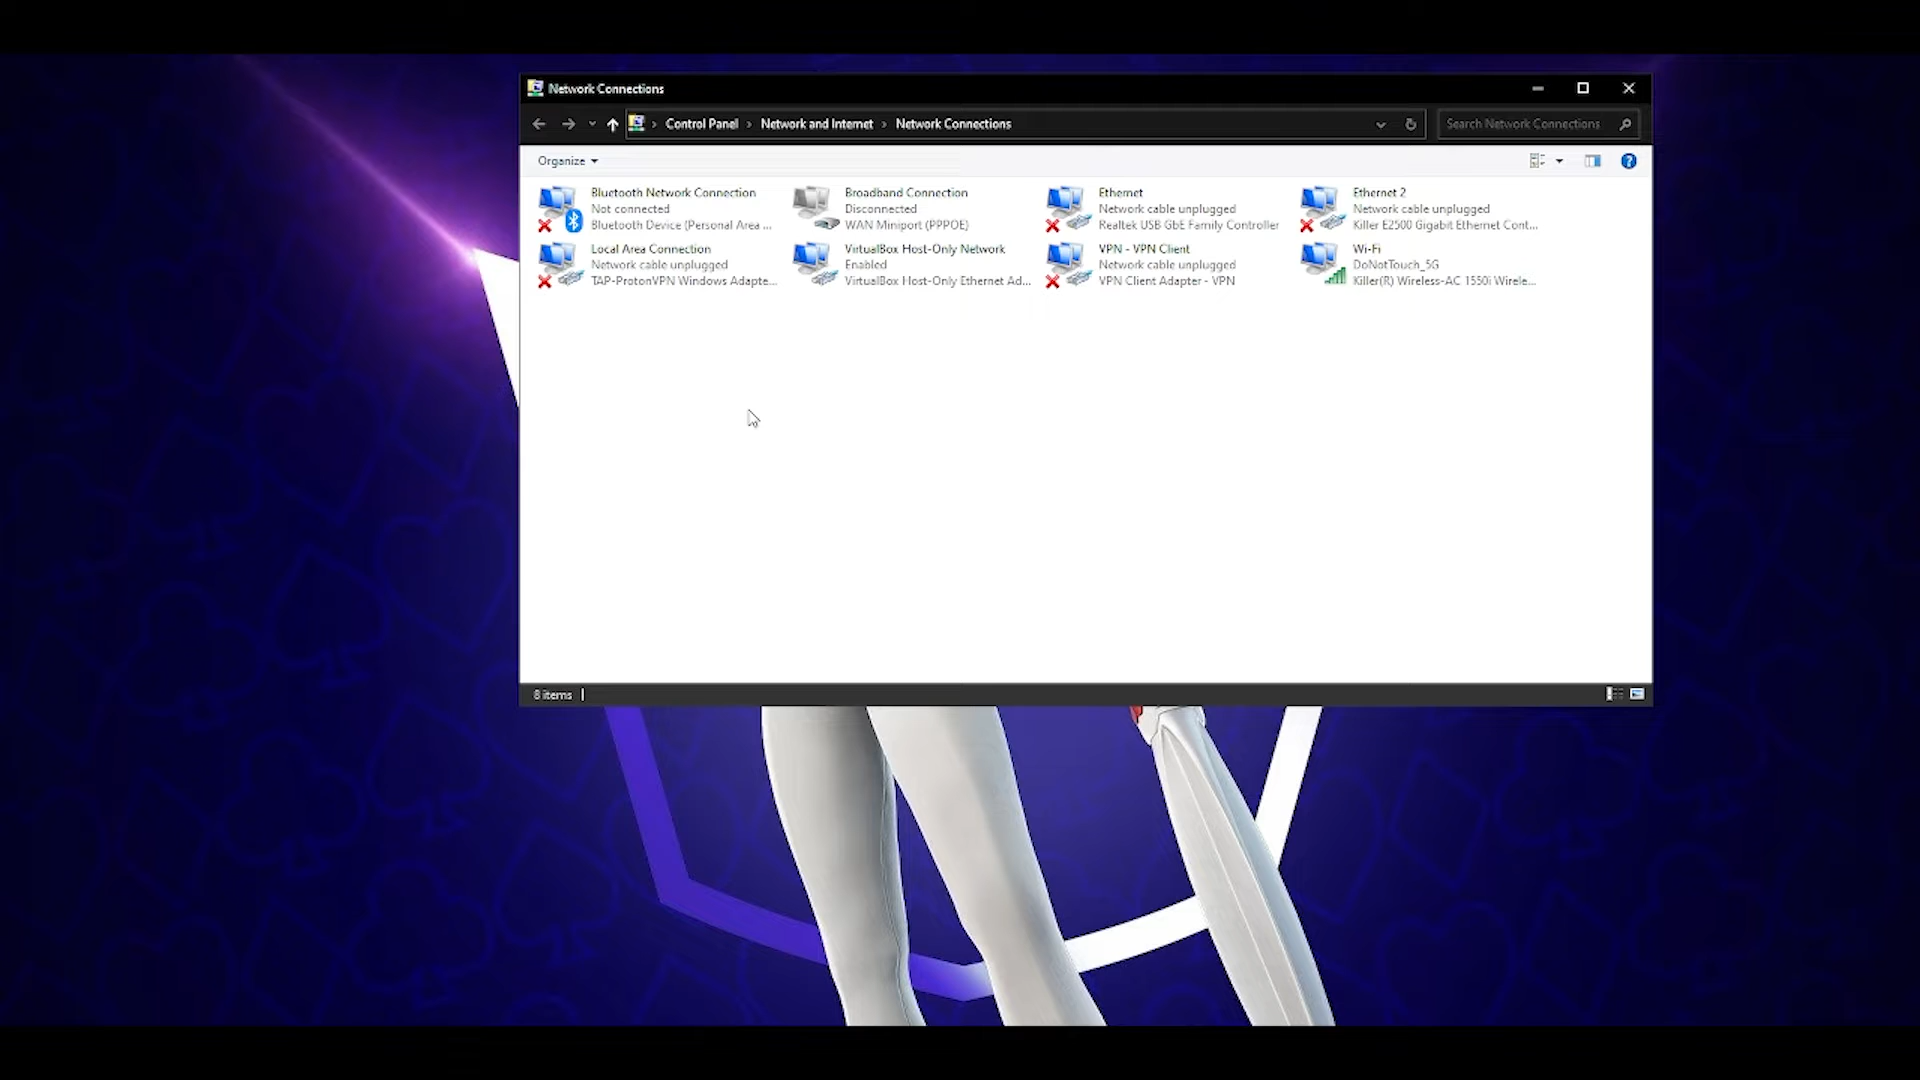 Network Connections
Control Panel › Network and Internet › Network Connections
Search Network Connections
Organize
Bluetooth Network Connection
Not connected
Bluetooth Device (Personal Area ...
Broadband Connection
Disconnected
WAN Miniport (PPPOE)
Ethernet
Network cable unplugged
Realtek USB GbE Family Controller
Ethernet 2
Network cable unplugged
Killer E2500 Gigabit Ethernet Cont...
Local Area Connection
Network cable unplugged
TAP-ProtonVPN Windows Adapte...
VirtualBox Host-Only Network
Enabled
VirtualBox Host-Only Ethernet Ad...
VPN - VPN Client
Network cable unplugged
VPN Client Adapter - VPN
Wi-Fi
DoNotTouch_5G
Killer(R) Wireless-AC 1550i Wirele...
8 items